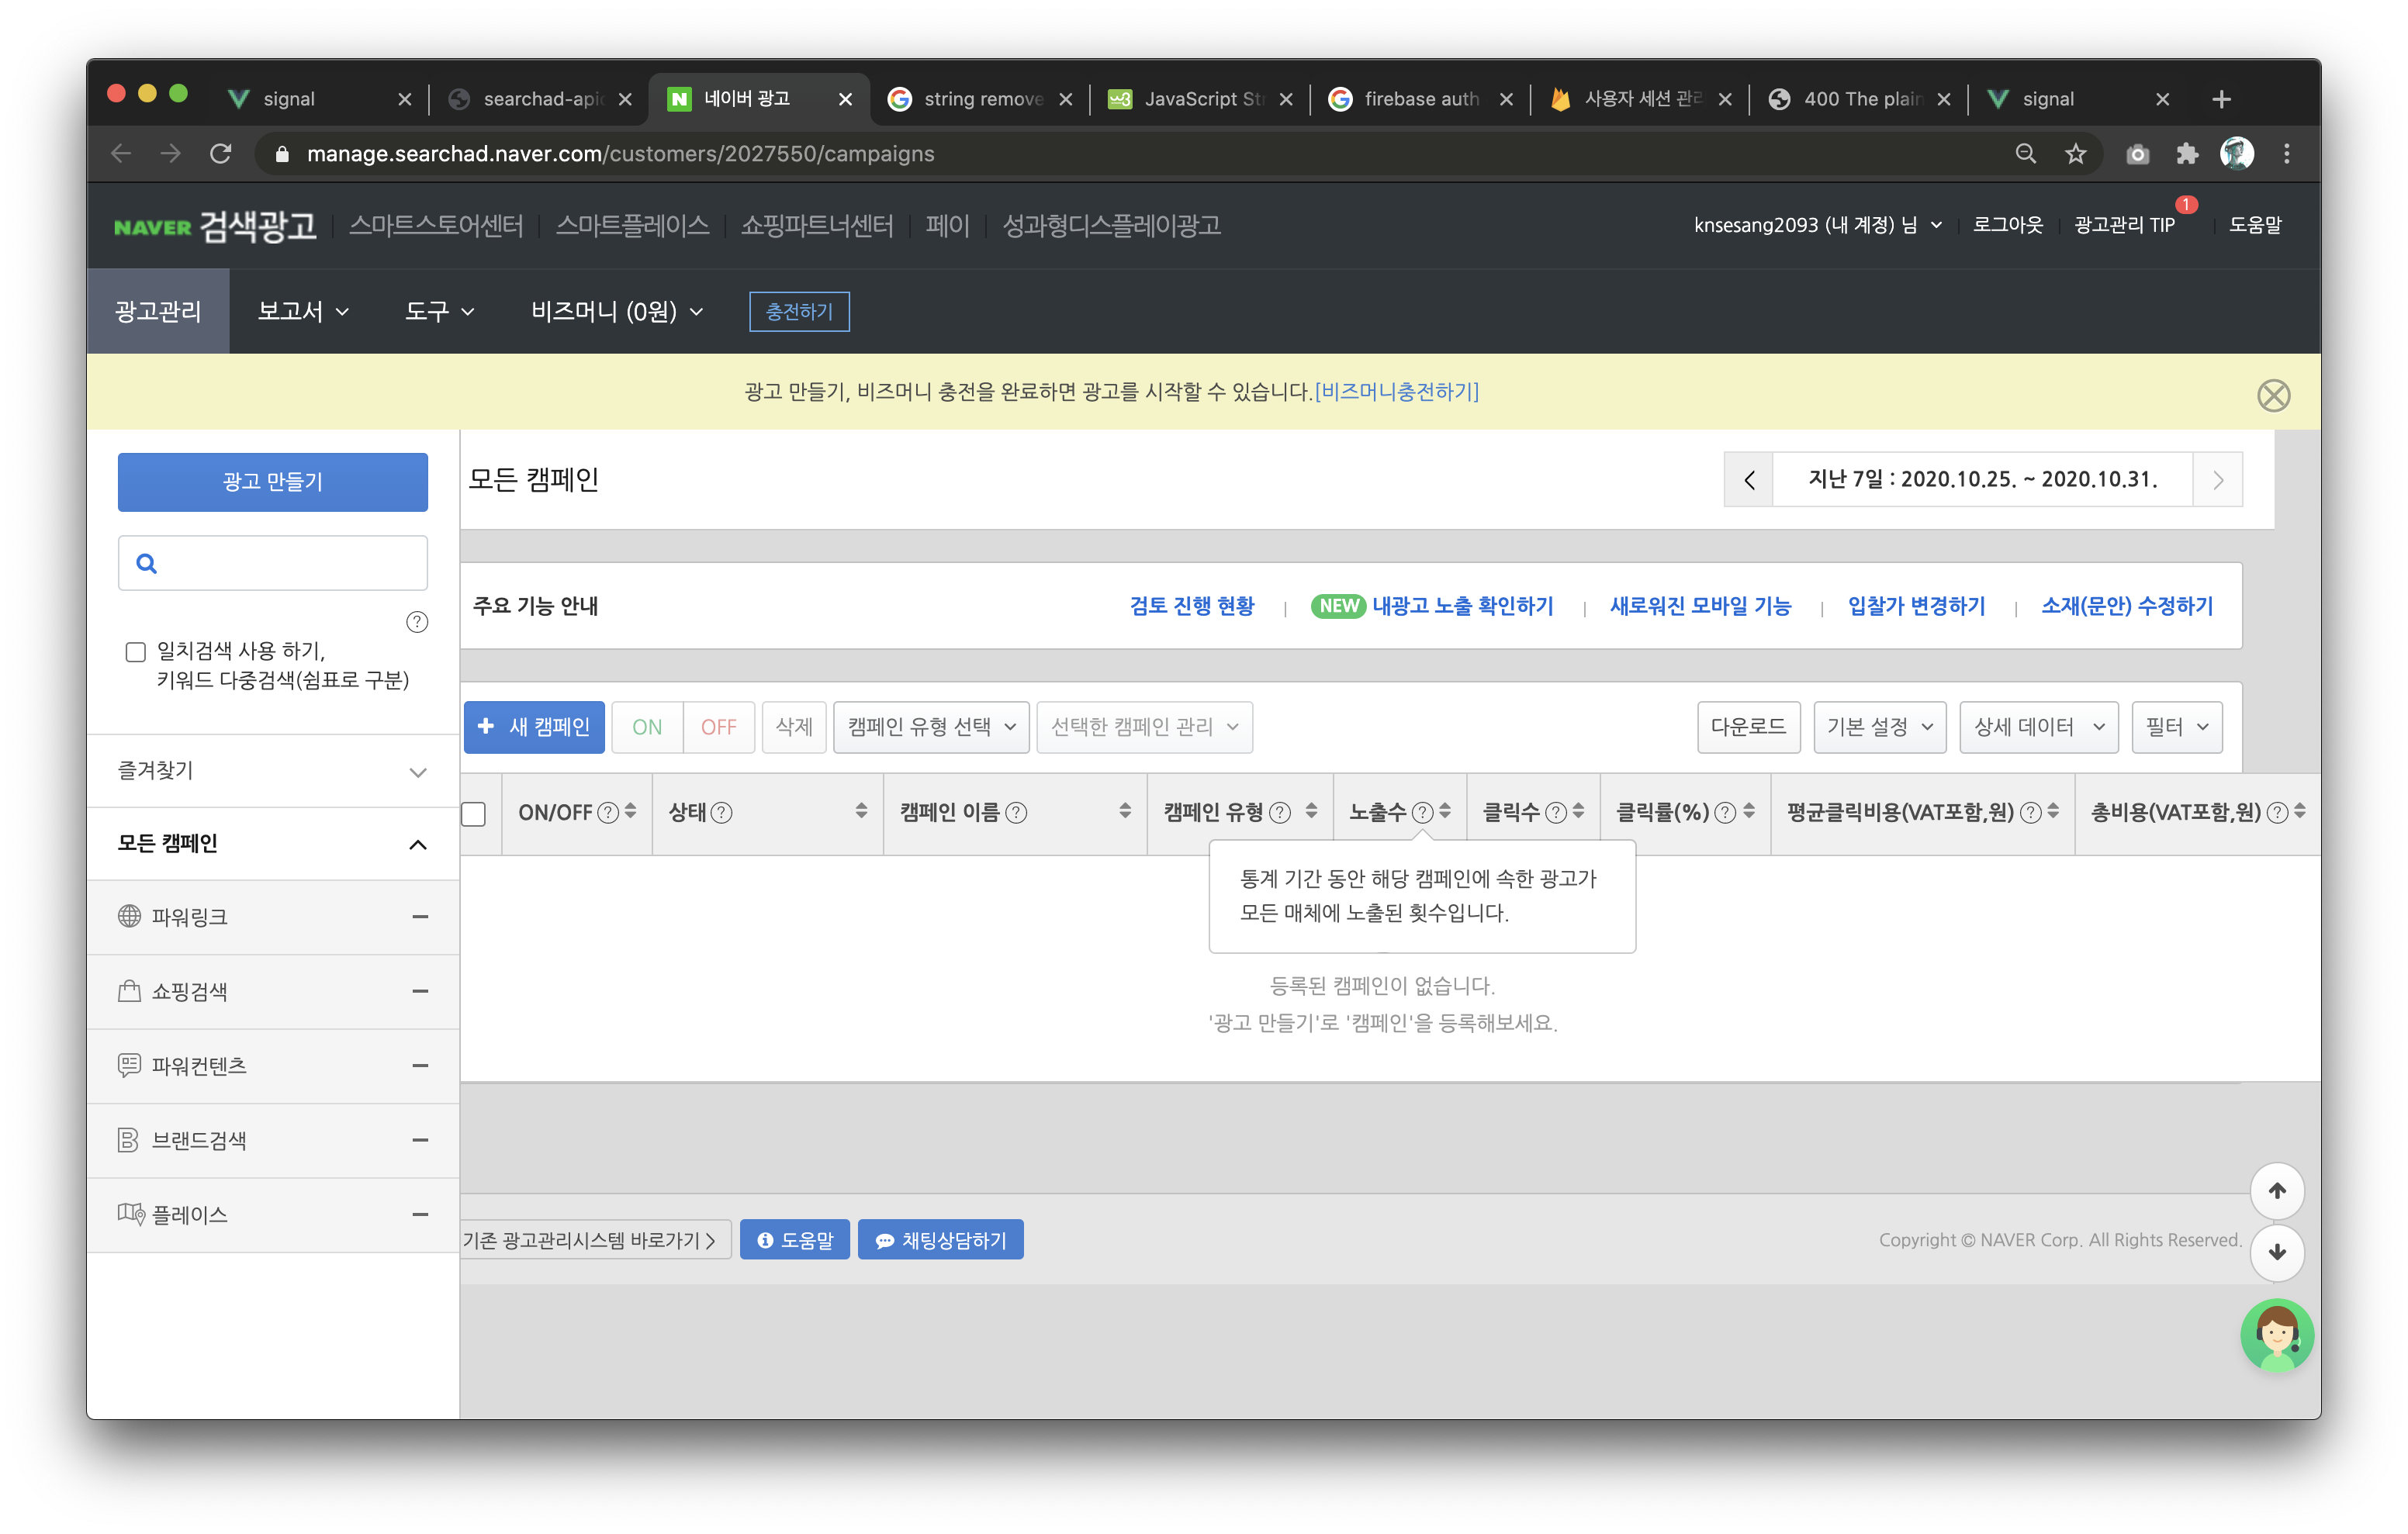 signal
searchad-apic
네이버 광고
string remove
JavaScript Str
firebase auth
사용자 세션 관리
400 The plain
signal
manage.searchad.naver.com/customers/2027550/campaigns
NAVER 검색광고 스마트스토어센터 스마트플레이스 쇼핑파트너센터 페이 성과형디스플레이광고
knsesang2093 (내 계정) 님 로그아웃 광고관리 TIP 1 도움말
광고관리 보고서 도구 비즈머니 (0원) 충전하기
광고 만들기, 비즈머니 충전을 완료하면 광고를 시작할 수 있습니다.[비즈머니충전하기]
광고 만들기
일치검색 사용 하기,
키워드 다중검색(쉼표로 구분)
즐겨찾기
모든 캠페인
파워링크
쇼핑검색
파워컨텐츠
브랜드검색
플레이스
모든 캠페인
지난 7일 : 2020.10.25. ~ 2020.10.31.
주요 기능 안내
검토 진행 현황 | NEW 내광고 노출 확인하기 | 새로워진 모바일 기능 | 입찰가 변경하기 | 소재(문안) 수정하기
+ 새 캠페인 ON OFF 삭제 캠페인 유형 선택 선택한 캠페인 관리
다운로드 기본 설정 상세 데이터 필터
ON/OFF ? 상태 ? 캠페인 이름 ? 캠페인 유형 ? 노출수 ? 클릭수 ? 클릭률(%) ? 평균클릭비용(VAT포함,원) ? 총비용(VAT포함,원) ?
통계 기간 동안 해당 캠페인에 속한 광고가
모든 매체에 노출된 횟수입니다.
등록된 캠페인이 없습니다.
'광고 만들기'로 '캠페인'을 등록해보세요.
기존 광고관리시스템 바로가기 도움말 채팅상담하기
Copyright © NAVER Corp. All Rights Reserved.